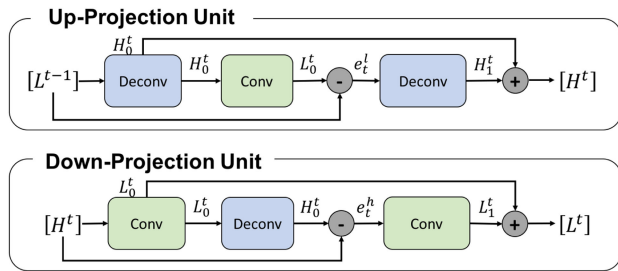 Up-Projection Unit
H_0^t
[L^{t-1}] Deconv H_0^t Conv L_0^t - e_t^l Deconv H_1^t + [H^t]
Down-Projection Unit
L_0^t
[H^t] Conv L_0^t Deconv H_0^t - e_t^h Conv L_1^t + [L^t]